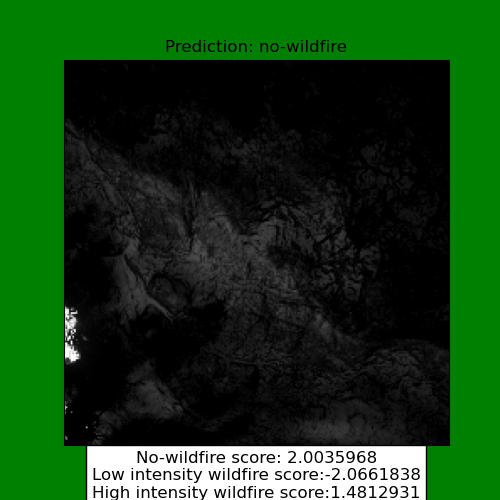 Prediction: no-wildfire
No-wildfire score: 2.0035968
Low intensity wildfire score:-2.0661838
High intensity wildfire score:1.4812931